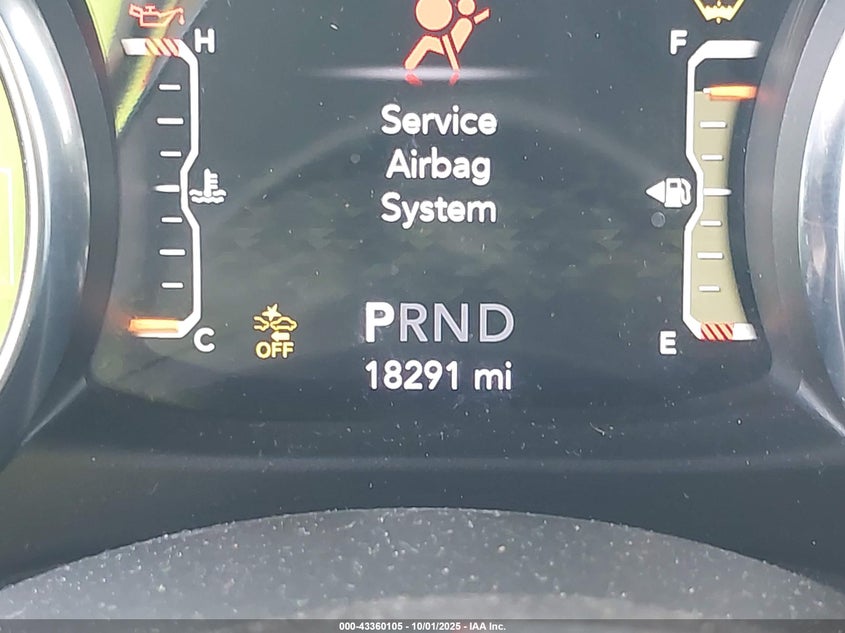 H
F
Service
Airbag
System
PRND
OFF
C
E
18291 mi
000-43360105 - 10/01/2025 - IAA Inc.